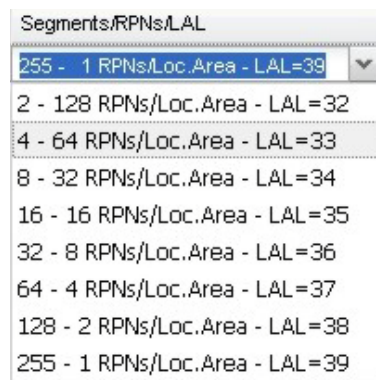 Segments/RPNs/LAL
255 - 1 RPNs/Loc.Area - LAL=39
2 - 128 RPNs/Loc.Area - LAL=32
4 - 64 RPNs/Loc.Area - LAL=33
8 - 32 RPNs/Loc.Area - LAL=34
16 - 16 RPNs/Loc.Area - LAL=35
32 - 8 RPNs/Loc.Area - LAL=36
64 - 4 RPNs/Loc.Area - LAL=37
128 - 2 RPNs/Loc.Area - LAL=38
255 - 1 RPNs/Loc.Area - LAL=39